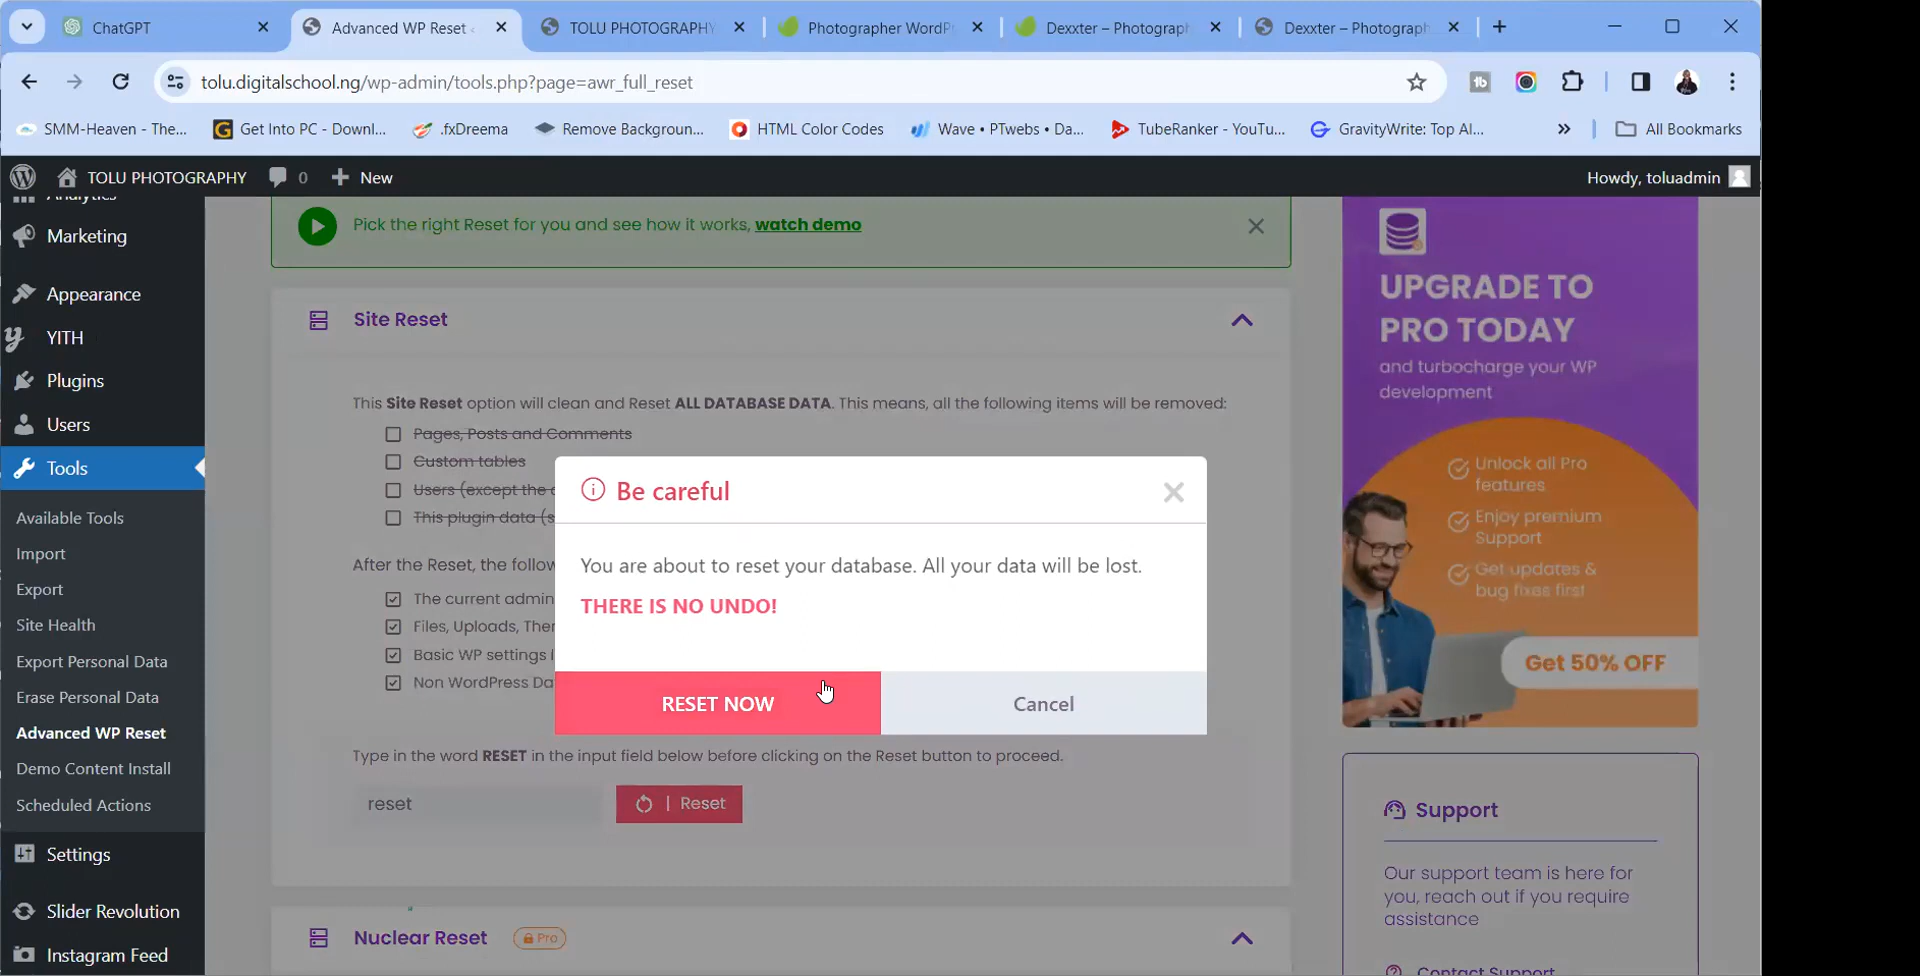 ChatGPT
Advanced WP Reset
TOLU PHOTOGRAPHY
Photographer WordP
Dexxter – Photograp
Dexxter – Photograp
tolu.digitalschool.ng/wp-admin/tools.php?page=awr_full_reset
SMM-Heaven - The...
Get Into PC - Downl...
.fxDreema
Remove Backgroun...
HTML Color Codes
Wave • PTwebs • Da...
TubeRanker - YouTu...
GravityWrite: Top AI...
All Bookmarks
TOLU PHOTOGRAPHY
0
New
Howdy, toluadmin
Analytics
Marketing
Appearance
YITH
Plugins
Users
Tools
Available Tools
Import
Export
Site Health
Export Personal Data
Erase Personal Data
Advanced WP Reset
Demo Content Install
Scheduled Actions
Settings
Slider Revolution
Instagram Feed
Pick the right Reset for you and see how it works, watch demo
Site Reset
This Site Reset option will clean and Reset ALL DATABASE DATA. This means, all the following items will be removed:
Pages, Posts and Comments
Custom tables
Users (except the
This plugin data (s
After the Reset, the follow
The current admin
Files, Uploads, Ther
Basic WP settings
Non WordPress Da
Be careful
You are about to reset your database. All your data will be lost.
THERE IS NO UNDO!
RESET NOW
Cancel
Type in the word RESET in the input field below before clicking on the Reset button to proceed.
reset
| Reset
Nuclear Reset
Pro
UPGRADE TO
PRO TODAY
and turbocharge your WP
development
Unlock all Pro
features
Enjoy premium
Support
Get updates &
bug fixes first
Get 50% OFF
Support
Our support team is here for
you, reach out if you require
assistance
Contact Support